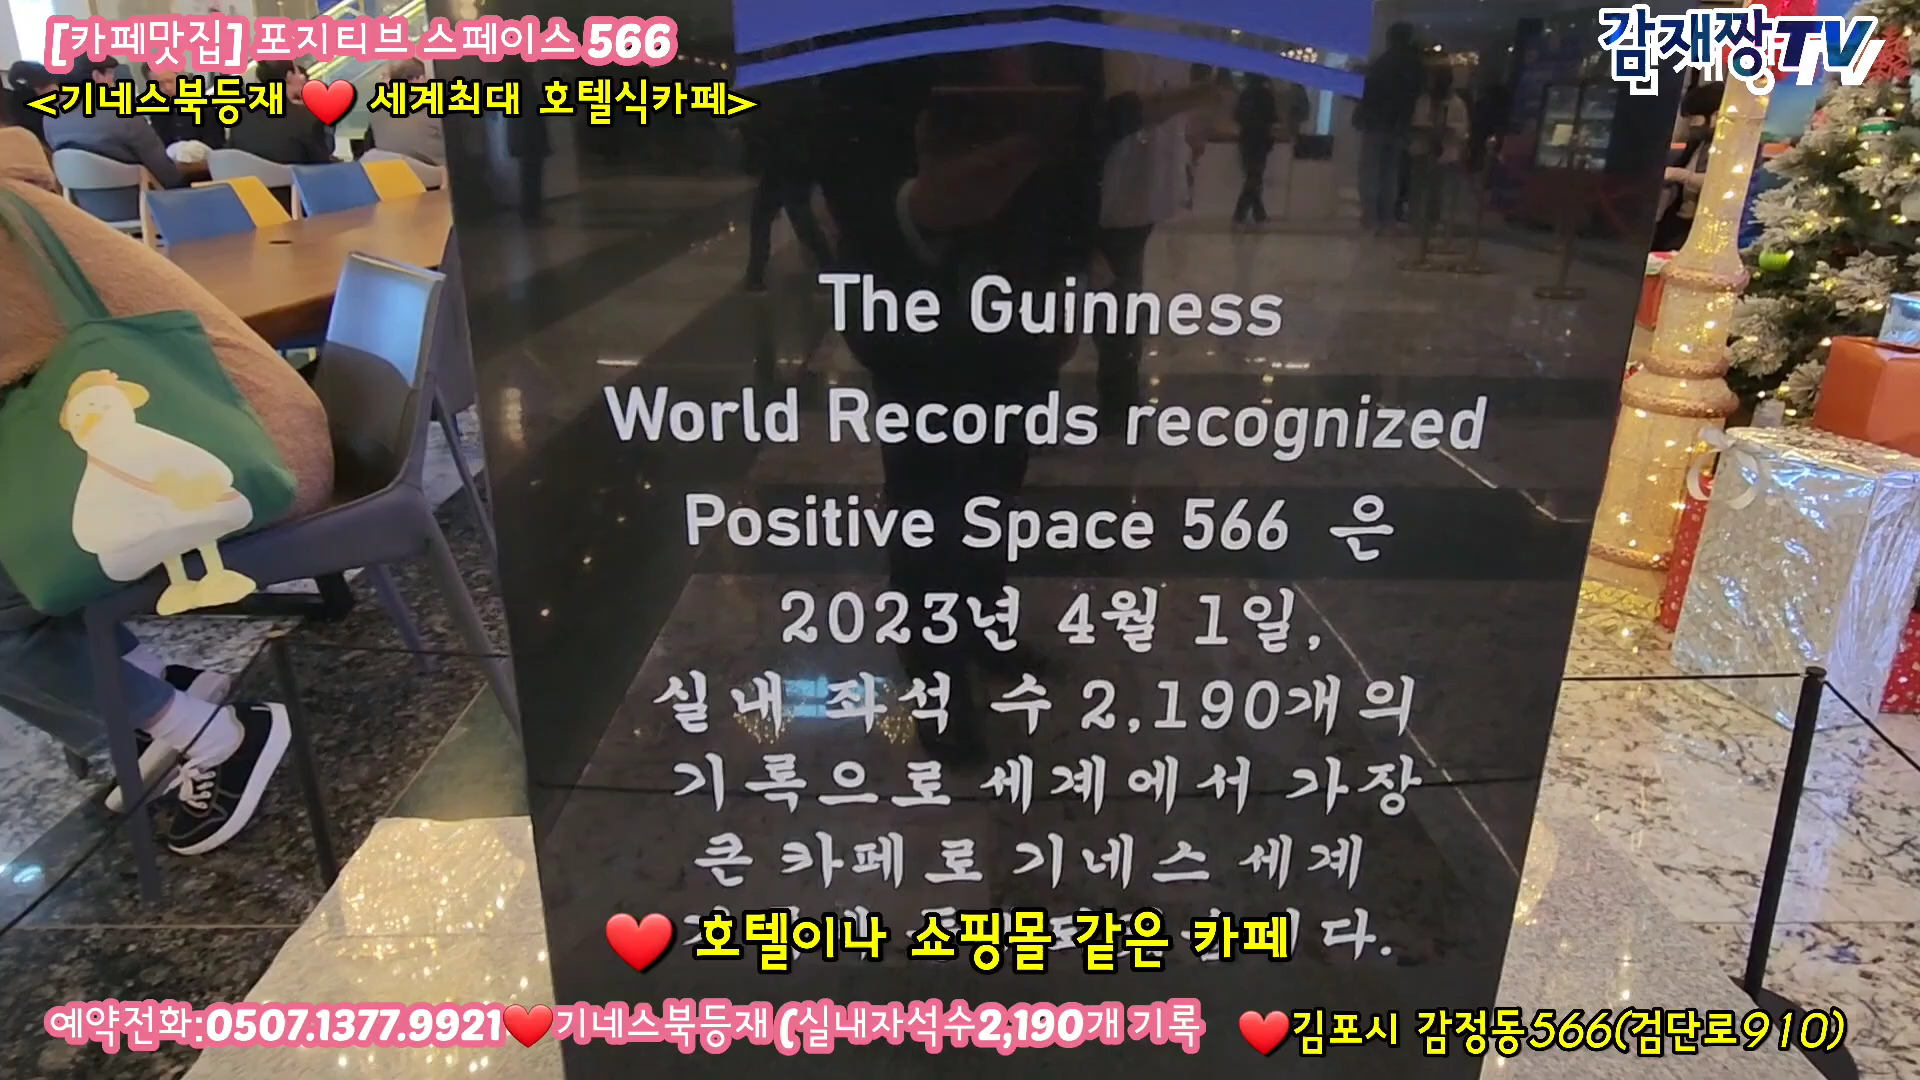 [카페맛집] 포지티브 스페이스 566
<기네스북등재 ❤️ 세계최대 호텔식카페>
감재짱TV
The Guinness
World Records recognized
Positive Space 566 은
2023년 4월 1일,
실내 좌석 수 2,190개의
기록으로 세계에서 가장
큰 카페로 기네스 세계
다.
❤️ 호텔이나 쇼핑몰 같은 카페
예약전화:0507.1377.9921❤️기네스북등재 (실내자석수2,190개 기록
❤️김포시 감정동566(검단로910)